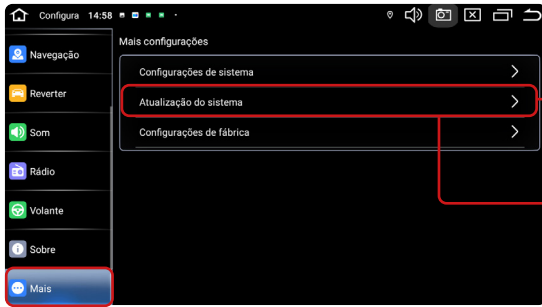 Configura 14:58
Mais configurações
Navegação
Configurações de sistema
Reverter
Atualização do sistema
Som
Configurações de fábrica
Rádio
Volante
Sobre
Mais